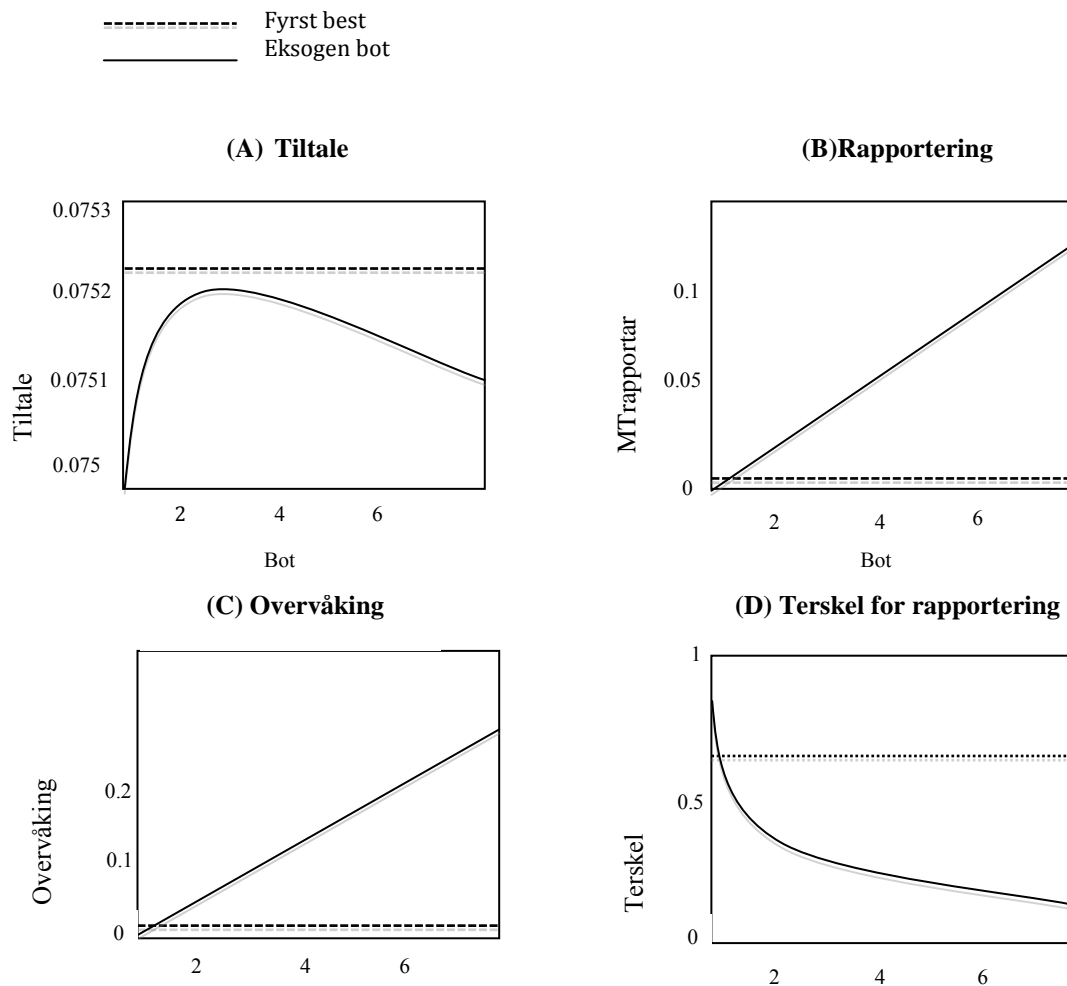 Fyrst best
Eksogen bot
(A) Tiltale
0.0753
0.0752
0.0751
0.075
Tiltale
2 4 6
Bot
(B)Rapportering
0.1
0.05
0
MTrapportar
2 4 6
Bot
(C) Overvåking
0.2
0.1
0
Overvåking
2 4 6
(D) Terskel for rapportering
1
0.5
0
Terskel
2 4 6